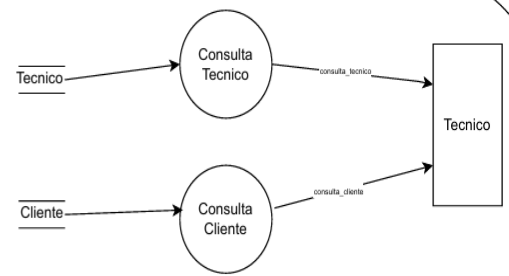 Consulta
Tecnico
Tecnico
consulta_tecnico
Tecnico
Consulta
Cliente
Cliente
consulta_cliente